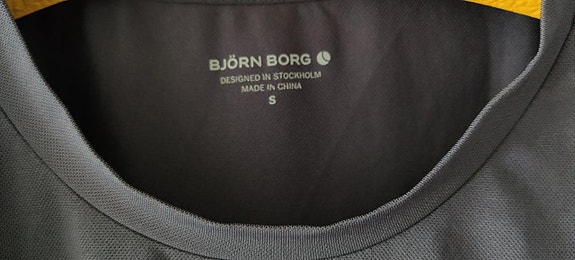 BJÖRN BORG
DESIGNED IN STOCKHOLM
MADE IN CHINA
S